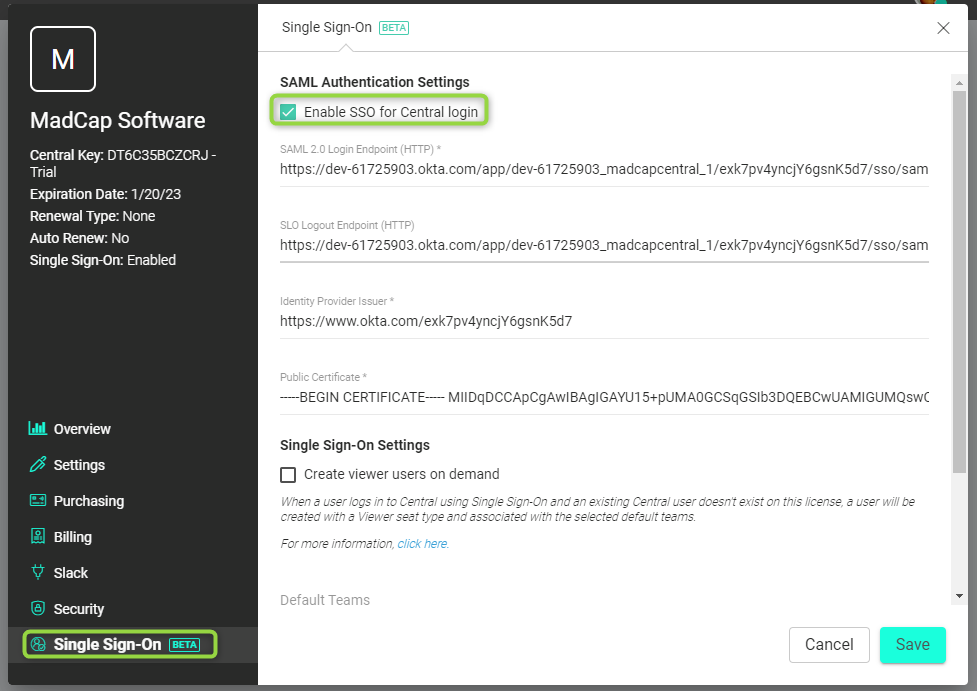 M
MadCap Software
Central Key: DT6C35BCZCRJ -
Trial
Expiration Date: 1/20/23
Renewal Type: None
Auto Renew: No
Single Sign-On: Enabled
Overview
Settings
Purchasing
Billing
Slack
Security
Single Sign-On BETA
Single Sign-On BETA
SAML Authentication Settings
Enable SSO for Central login
SAML 2.0 Login Endpoint (HTTP) *
https://dev-61725903.okta.com/app/dev-61725903_madcapcentral_1/exk7pv4yncjY6gsnK5d7/sso/sam
SLO Logout Endpoint (HTTP)
https://dev-61725903.okta.com/app/dev-61725903_madcapcentral_1/exk7pv4yncjY6gsnK5d7/sso/sam
Identity Provider Issuer *
https://www.okta.com/exk7pv4yncjY6gsnK5d7
Public Certificate *
-----BEGIN CERTIFICATE----- MIIDqDCCApCgAwIBAgIGAYU15+pUMA0GCSqGSIb3DQEBCwUAMIGUMQswC
Single Sign-On Settings
Create viewer users on demand
When a user logs in to Central using Single Sign-On and an existing Central user doesn't exist on this license, a user will be
created with a Viewer seat type and associated with the selected default teams.
For more information, click here.
Default Teams
Cancel
Save